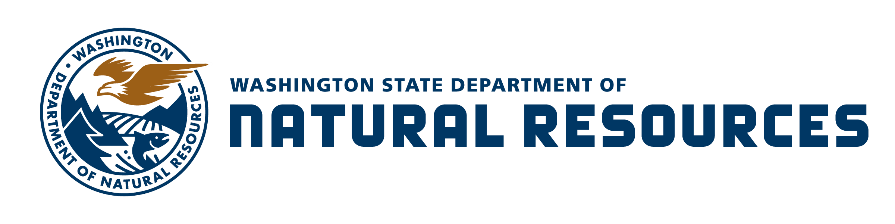 WASHINGTON
DEPARTMENT OF NATURAL RESOURCES
WASHINGTON STATE DEPARTMENT OF
NATURAL RESOURCES